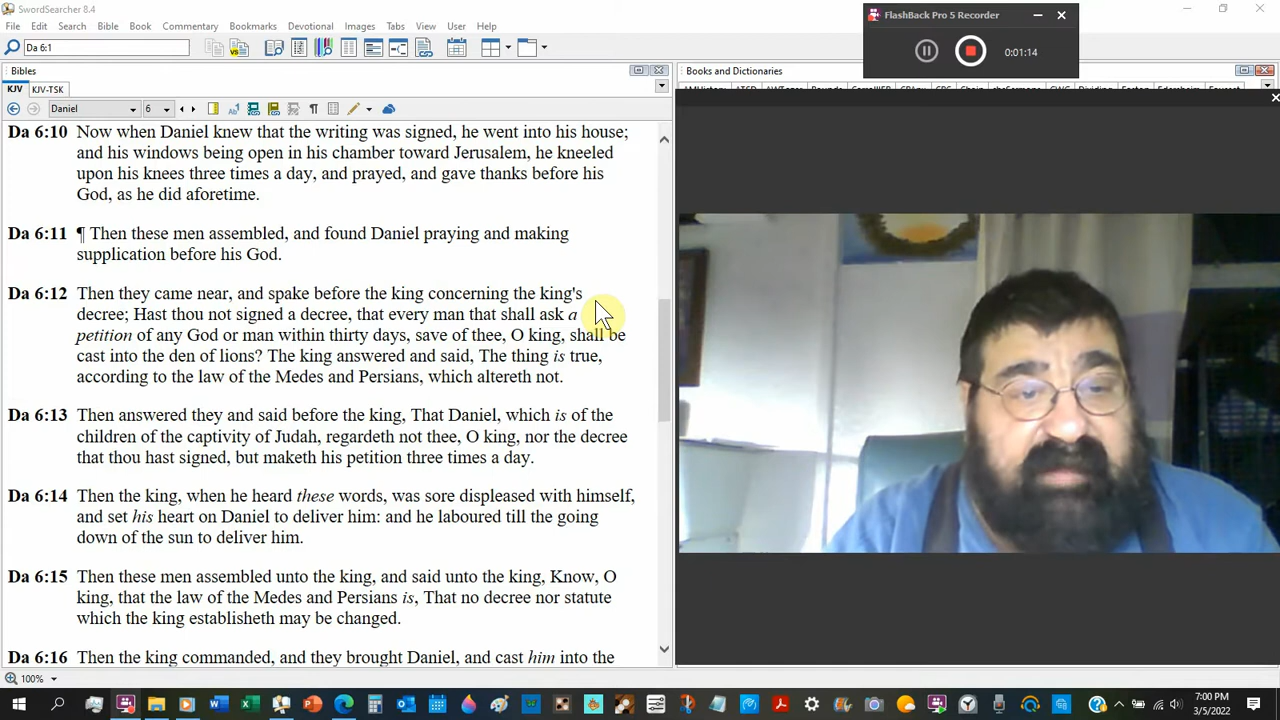 SwordSearcher 8.4
File Edit Search Bible Book Commentary Bookmarks Devotional Images Tabs View User Help
Da 6:1
FlashBack Pro 5 Recorder
0:01:14
Bibles
KJV KJV-TSK
Daniel 6
Books and Dictionaries
Da 6:10 Now when Daniel knew that the writing was signed, he went into his house;
and his windows being open in his chamber toward Jerusalem, he kneeled
upon his knees three times a day, and prayed, and gave thanks before his
God, as he did aforetime.
Da 6:11 ¶ Then these men assembled, and found Daniel praying and making
supplication before his God.
Da 6:12 Then they came near, and spake before the king concerning the king's
decree; Hast thou not signed a decree, that every man that shall ask a
petition of any God or man within thirty days, save of thee, O king, shall be
cast into the den of lions? The king answered and said, The thing is true,
according to the law of the Medes and Persians, which altereth not.
Da 6:13 Then answered they and said before the king, That Daniel, which is of the
children of the captivity of Judah, regardeth not thee, O king, nor the decree
that thou hast signed, but maketh his petition three times a day.
Da 6:14 Then the king, when he heard these words, was sore displeased with himself,
and set his heart on Daniel to deliver him: and he laboured till the going
down of the sun to deliver him.
Da 6:15 Then these men assembled unto the king, and said unto the king, Know, O
king, that the law of the Medes and Persians is, That no decree nor statute
which the king establisheth may be changed.
Da 6:16 Then the king commanded, and they brought Daniel, and cast him into the
100%
7:00 PM
3/5/2022